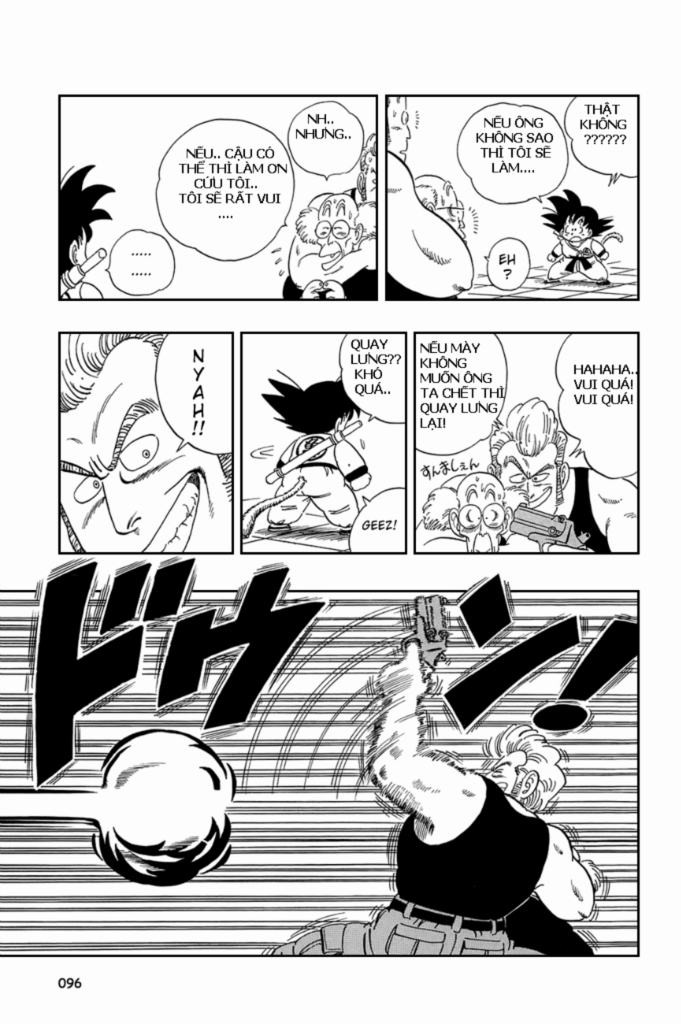 THẬT
KHÔNG
??????
NẾU ÔNG
KHÔNG SAO
THÌ TÔI SẼ
LÀM....
EH
?
NH..
NHƯNG..
NẾU.. CẬU CÓ
THỂ THÌ LÀM ƠN
CỨU TÔI..
TÔI SẼ RẤT VUI
....
.....
.....
HAHAHA..
VUI QUÁ!
VUI QUÁ!
NẾU MÀY
KHÔNG
MUỐN ÔNG
TA CHẾT THÌ
QUAY LƯNG
LẠI!
すんましぇん
QUAY
LƯNG??
KHÓ
QUÁ..
GEEZ!
NYAH!!
ドウン!
096